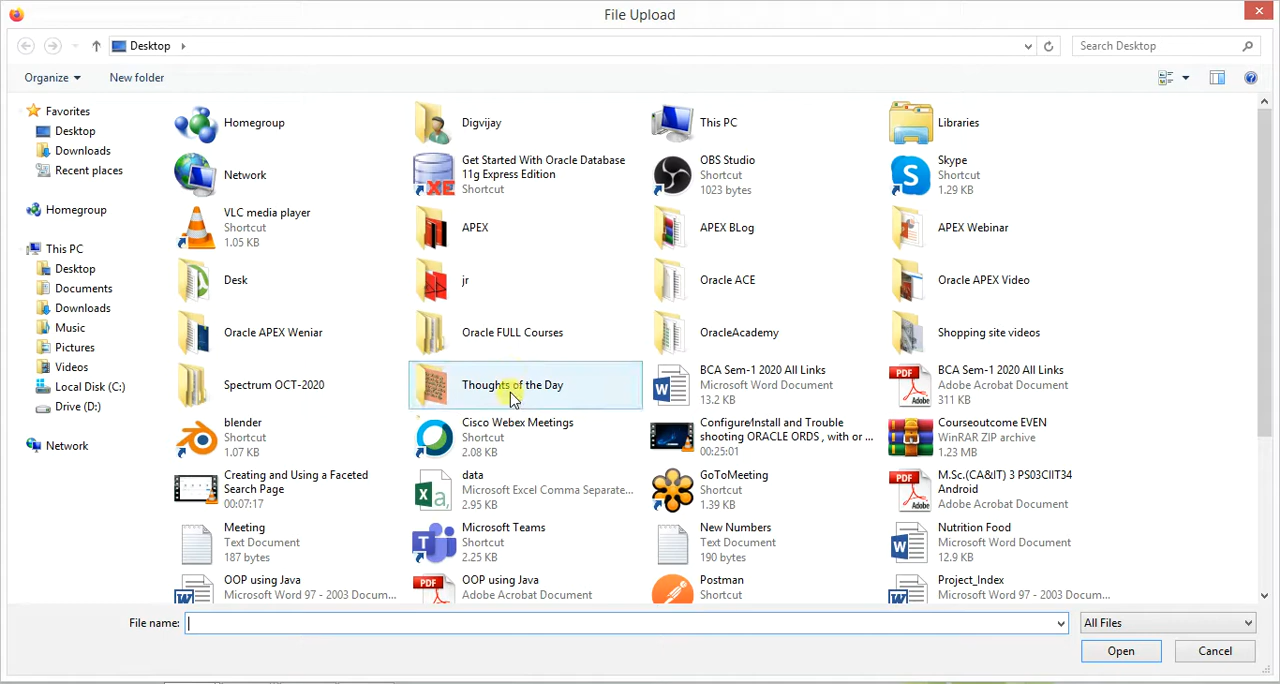 File Upload
Desktop
Search Desktop
Organize
New folder
Favorites
Desktop
Downloads
Recent places
Homegroup
This PC
Desktop
Documents
Downloads
Music
Pictures
Videos
Local Disk (C:)
Drive (D:)
Network
Homegroup
Digvijay
This PC
Libraries
Network
Get Started With Oracle Database
11g Express Edition
Shortcut
OBS Studio
Shortcut
1023 bytes
Skype
Shortcut
1.29 KB
VLC media player
Shortcut
1.05 KB
APEX
APEX BLog
APEX Webinar
Desk
jr
Oracle ACE
Oracle APEX Video
Oracle APEX Weniar
Oracle FULL Courses
OracleAcademy
Shopping site videos
Spectrum OCT-2020
Thoughts of the Day
BCA Sem-1 2020 All Links
Microsoft Word Document
13.2 KB
BCA Sem-1 2020 All Links
Adobe Acrobat Document
311 KB
blender
Shortcut
1.07 KB
Cisco Webex Meetings
Shortcut
2.08 KB
Configure!nstall and Trouble
shooting ORACLE ORDS , with or ...
00:25:01
Courseoutcome EVEN
WinRAR ZIP archive
1.23 MB
Creating and Using a Faceted
Search Page
00:07:17
data
Microsoft Excel Comma Separate...
2.95 KB
GoToMeeting
Shortcut
1.39 KB
M.Sc.(CA&IT) 3 PS03CIIT34
Android
Adobe Acrobat Document
Meeting
Text Document
187 bytes
Microsoft Teams
Shortcut
2.25 KB
New Numbers
Text Document
190 bytes
Nutrition Food
Microsoft Word Document
12.9 KB
OOP using Java
Microsoft Word 97 - 2003 Docum...
OOP using Java
Adobe Acrobat Document
Postman
Shortcut
Project_Index
Microsoft Word 97 - 2003 Docum...
File name:
All Files
Open
Cancel